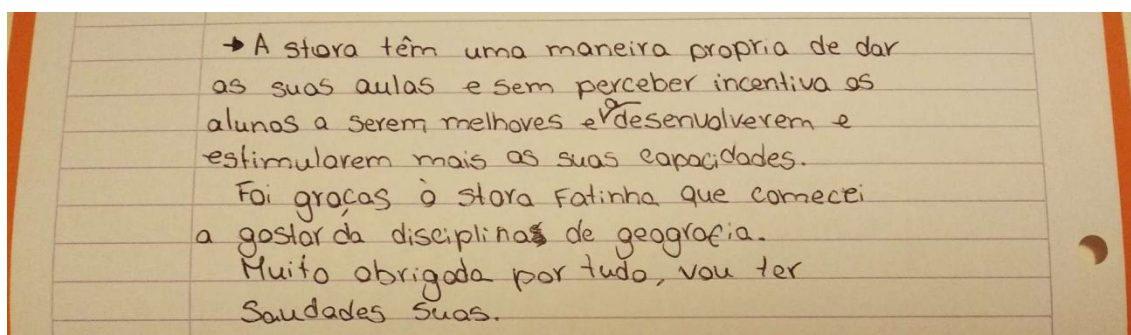 → A stora têm uma maneira propria de dar
as suas aulas e sem perceber incentiva os
alunos a serem melhores e a desenvolverem e
estimularem mais as suas capacidades.
Foi graças à stora Fatinha que comecei
a gostar da disciplina de geografia.
Muito obrigada por tudo, vou ter
Saudades suas.